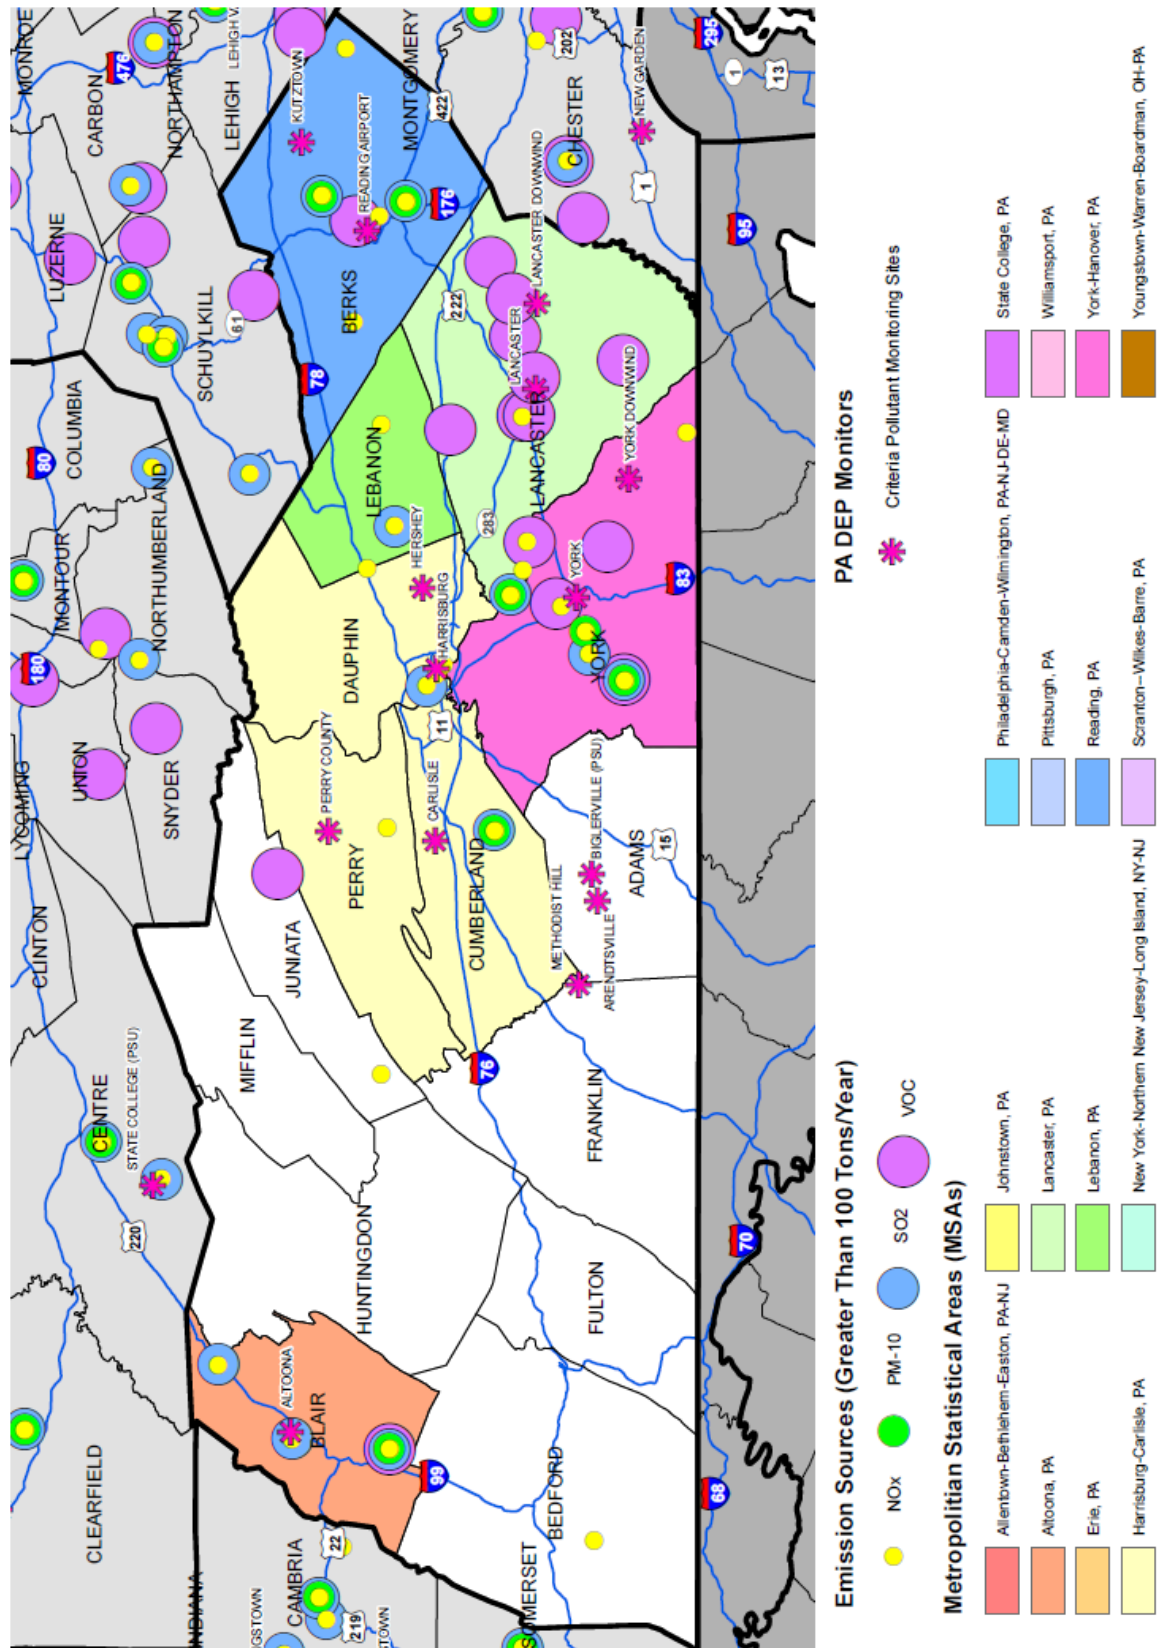 CLEARFIELD
CENTRE
CLINTON
LYCOMING
UNION
MONTOUR
COLUMBIA
LUZERNE
CARBON
MONROE
STATE COLLEGE (PSU)
SNYDER
NORTHUMBERLAND
SCHUYLKILL
NORTHAMPTON
LEHIGH
LEHIGH V
180
80
476
220
61
INDIANA
CAMBRIA
GSTOWN
TOWN
22
219
ALTOONA
BLAIR
99
HUNTINGDON
MIFFLIN
JUNIATA
PERRY
PERRY COUNTY
DAUPHIN
HARRISBURG
HERSHEY
LEBANON
78
BERKS
KUTZTOWN
READING AIRPORT
MONTGOMERY
422
176
CUMBERLAND
CARLISLE
11
283
222
LANCASTER
LANCASTER
LANCASTER
LANCASTER DOWNWIND
CHESTER
202
NEW GARDEN
1
SOMERSET
BEDFORD
FULTON
FRANKLIN
76
METHODIST HILL
ARENDTSVILLE
BIGLERVILLE (PSU)
ADAMS
15
YORK
YORK
YORK DOWNWIND
83
68
70
95
295
1
13
Emission Sources (Greater Than 100 Tons/Year)
NOx
PM-10
SO2
VOC
PA DEP Monitors
Criteria Pollutant Monitoring Sites
Metropolitian Statistical Areas (MSAs)
Allentown-Bethlehem-Easton, PA-NJ
Altoona, PA
Erie, PA
Harrisburg-Carlisle, PA
Johnstown, PA
Lancaster, PA
Lebanon, PA
New York-Northern New Jersey-Long Island, NY-NJ
Philadelphia-Camden-Wilmington, PA-NJ-DE-MD
Pittsburgh, PA
Reading, PA
Scranton--Wilkes-Barre, PA
State College, PA
Williamsport, PA
York-Hanover, PA
Youngstown-Warren-Boardman, OH-PA